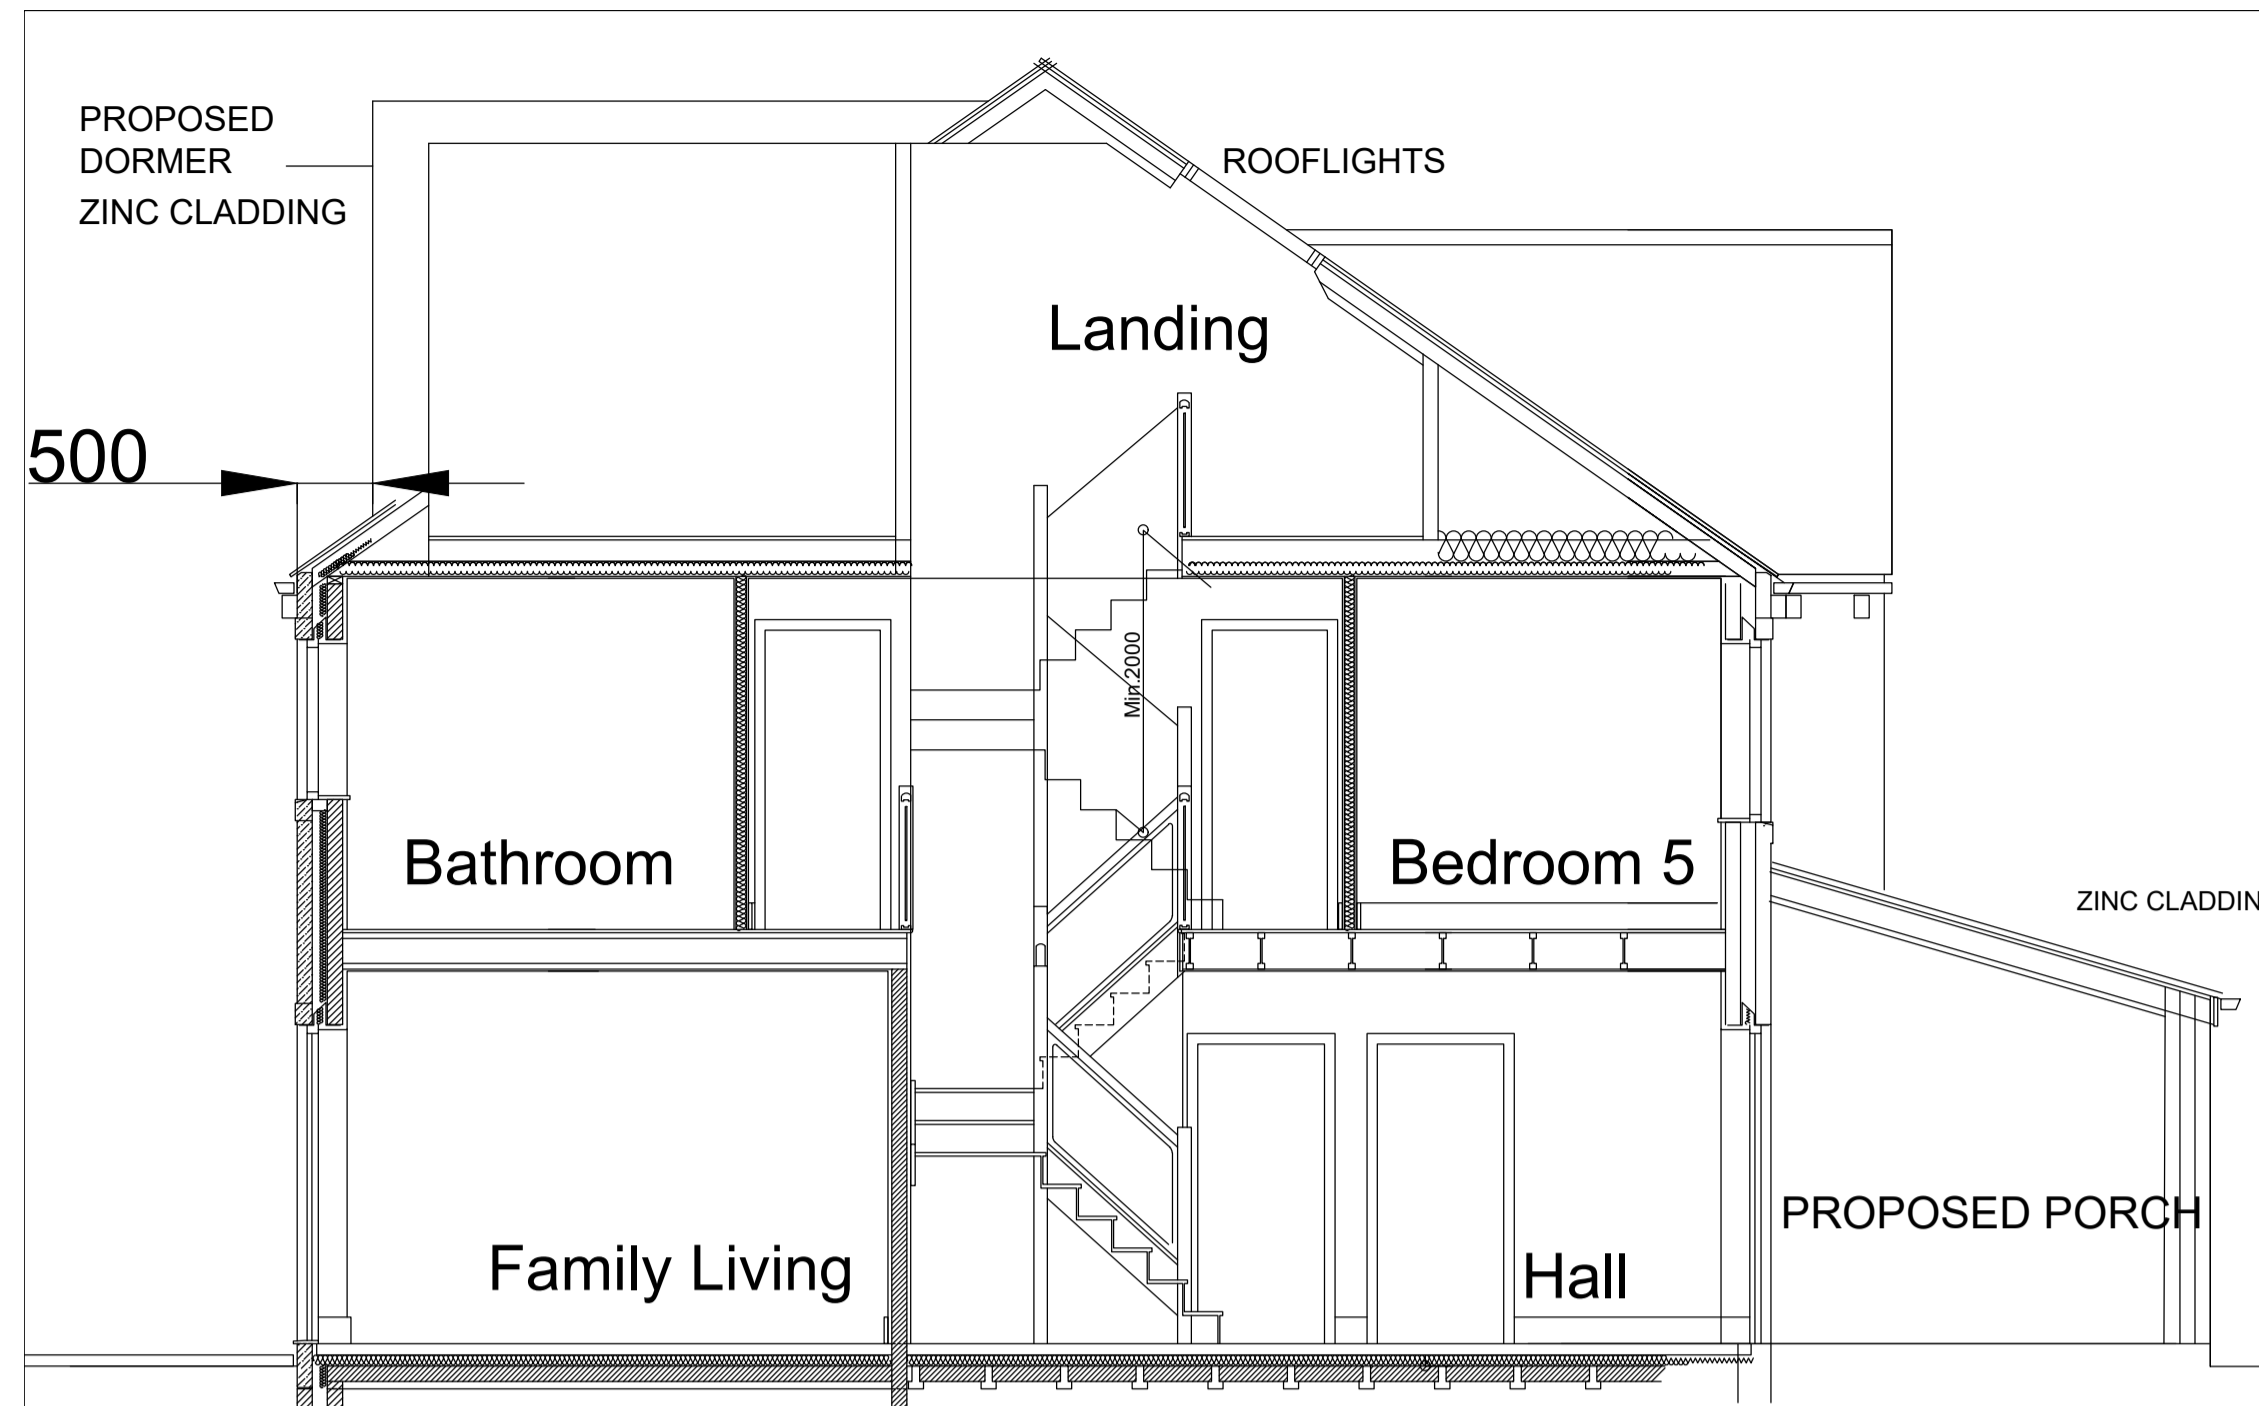 PROPOSED
DORMER
ZINC CLADDING
ROOFLIGHTS
Landing
500
Min.2000
Bathroom
Bedroom 5
ZINC CLADDIN
Family Living
Hall
PROPOSED PORCH